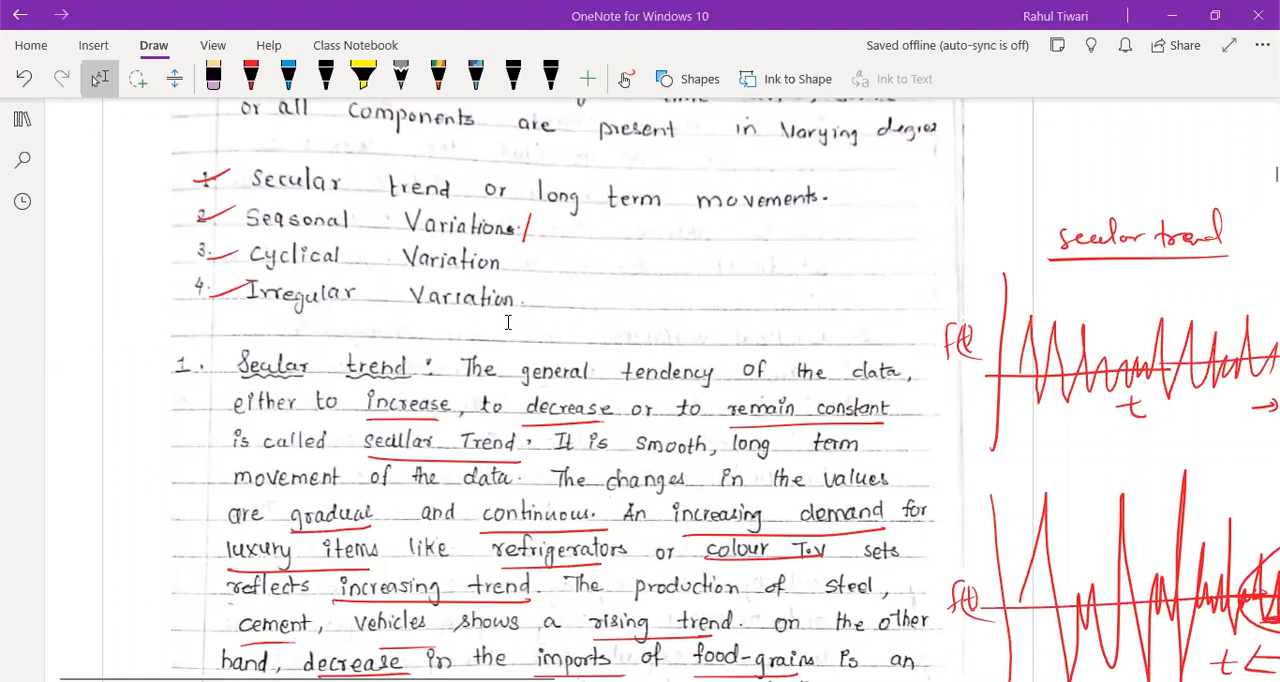 OneNote for Windows 10
Rahul Tiwari
Home Insert Draw View Help Class Notebook
Saved offline (auto-sync is off) Share
Shapes Ink to Shape Ink to Text
or all components are present in varying degree
1. Secular trend or long term movements.
2. Seasonal Variations/
3. Cyclical Variation
4. Irregular Variation.
1. Secular trend : The general tendency of the data,
either to increase, to decrease or to remain constant
is called secular Trend. It is smooth, long term
movement of the data. The changes in the values
are gradual and continuous. An increasing demand for
luxury items like refrigerators or colour T.V sets
reflects increasing trend. The production of steel,
cement, vehicles shows a rising trend. On the other
hand, decrease in the imports of food-grains is an
secular trend
f(t)
t
f(t)
t